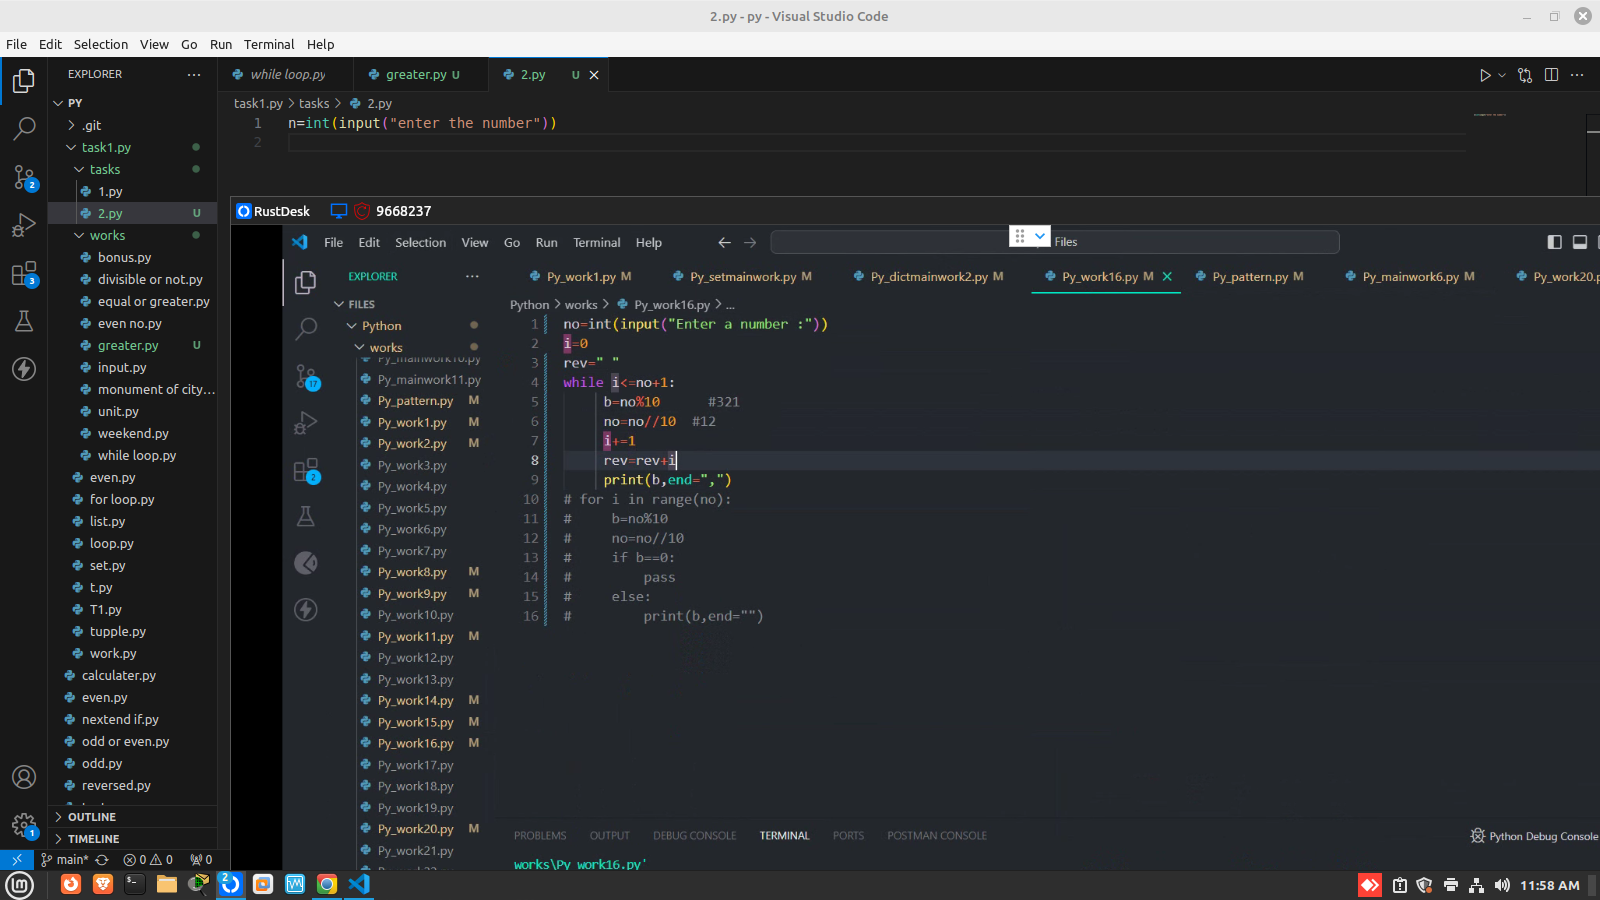 2.py - py - Visual Studio Code
File Edit Selection View Go Run Terminal Help
EXPLORER
while loop.py
greater.py U
2.py U
task1.py > tasks > 2.py
PY
.git
task1.py
tasks
1.py
2.py U
works
bonus.py
divisible or not.py
equal or greater.py
even no.py
greater.py U
input.py
monument of city...
unit.py
weekend.py
while loop.py
even.py
for loop.py
list.py
loop.py
set.py
t.py
T1.py
tupple.py
work.py
calculater.py
even.py
nextend if.py
odd or even.py
odd.py
reversed.py
OUTLINE
TIMELINE
2
3
1
1 n=int(input("enter the number"))
2
RustDesk 9668237
File Edit Selection View Go Run Terminal Help
Files
EXPLORER
Py_work1.py M
Py_setmainwork.py M
Py_dictmainwork2.py M
Py_work16.py M
Py_pattern.py M
Py_mainwork6.py M
Py_work20.p
Python > works > Py_work16.py > ...
FILES
Python
works
Py_mainwork10.py
Py_mainwork11.py
Py_pattern.py M
Py_work1.py M
Py_work2.py M
Py_work3.py
Py_work4.py
Py_work5.py
Py_work6.py
Py_work7.py
Py_work8.py M
Py_work9.py M
Py_work10.py
Py_work11.py M
Py_work12.py
Py_work13.py
Py_work14.py M
Py_work15.py M
Py_work16.py M
Py_work17.py
Py_work18.py
Py_work19.py
Py_work20.py M
Py_work21.py
17
2
1 no=int(input("Enter a number :"))
2 i=0
3 rev=" "
4 while i<=no+1:
5 b=no%10 #321
6 no=no//10 #12
7 i+=1
8 rev=rev+i
9 print(b,end=",")
10 # for i in range(no):
11 # b=no%10
12 # no=no//10
13 # if b==0:
14 # pass
15 # else:
16 # print(b,end="")
PROBLEMS OUTPUT DEBUG CONSOLE TERMINAL PORTS POSTMAN CONSOLE
Python Debug Console
works\Py_work16.py'
main* 0 0 0
11:58 AM